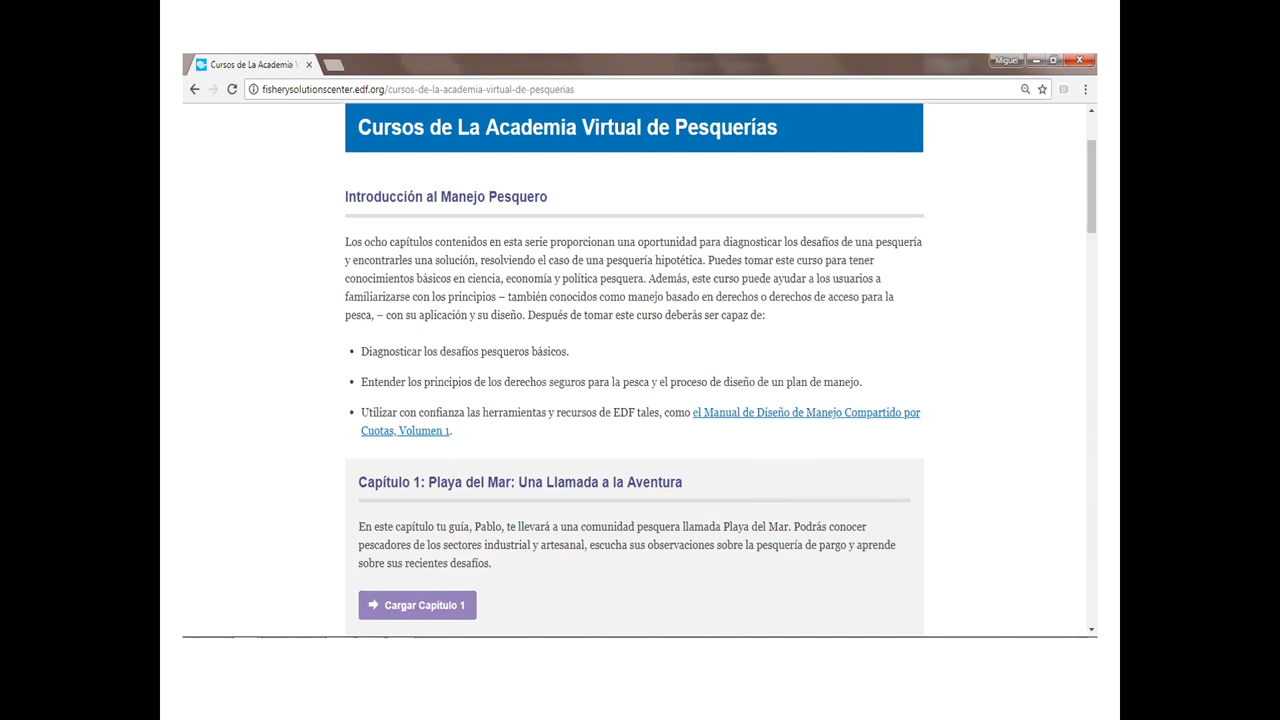 Cursos de La Academia V
Miguel
fisherysolutionscenter.edf.org/cursos-de-la-academia-virtual-de-pesquerias
Cursos de La Academia Virtual de Pesquerías
Introducción al Manejo Pesquero
Los ocho capítulos contenidos en esta serie proporcionan una oportunidad para diagnosticar los desafíos de una pesquería
y encontrarles una solución, resolviendo el caso de una pesquería hipotética. Puedes tomar este curso para tener
conocimientos básicos en ciencia, economía y política pesquera. Además, este curso puede ayudar a los usuarios a
familiarizarse con los principios – también conocidos como manejo basado en derechos o derechos de acceso para la
pesca, – con su aplicación y su diseño. Después de tomar este curso deberás ser capaz de:
• Diagnosticar los desafíos pesqueros básicos.
• Entender los principios de los derechos seguros para la pesca y el proceso de diseño de un plan de manejo.
• Utilizar con confianza las herramientas y recursos de EDF tales, como el Manual de Diseño de Manejo Compartido por
Cuotas, Volumen 1.
Capítulo 1: Playa del Mar: Una Llamada a la Aventura
En este capítulo tu guía, Pablo, te llevará a una comunidad pesquera llamada Playa del Mar. Podrás conocer
pescadores de los sectores industrial y artesanal, escucha sus observaciones sobre la pesquería de pargo y aprende
sobre sus recientes desafíos.
Cargar Capítulo 1